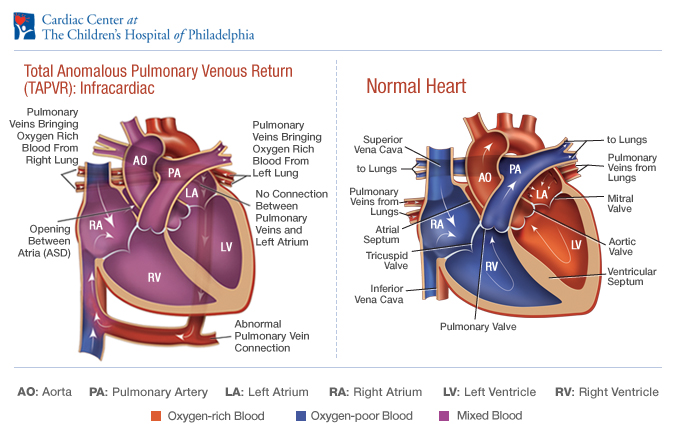 Cardiac Center at
The Children's Hospital of Philadelphia
Total Anomalous Pulmonary Venous Return
(TAPVR): Infracardiac
Pulmonary
Veins Bringing
Oxygen Rich
Blood From
Right Lung
Pulmonary
Veins Bringing
Oxygen Rich
Blood From
Left Lung
No Connection
Between
Pulmonary
Veins and
Left Atrium
Opening
Between
Atria (ASD)
Abnormal
Pulmonary Vein
Connection
AO
PA
LA
RA
LV
RV
Normal Heart
Superior
Vena Cava
to Lungs
Pulmonary
Veins from
Lungs
Atrial
Septum
Tricuspid
Valve
Inferior
Vena Cava
Pulmonary Valve
to Lungs
Pulmonary
Veins from
Lungs
Mitral
Valve
Aortic
Valve
Ventricular
Septum
AO
PA
LA
RA
LV
RV
AO: Aorta PA: Pulmonary Artery LA: Left Atrium RA: Right Atrium LV: Left Ventricle RV: Right Ventricle
Oxygen-rich Blood Oxygen-poor Blood Mixed Blood